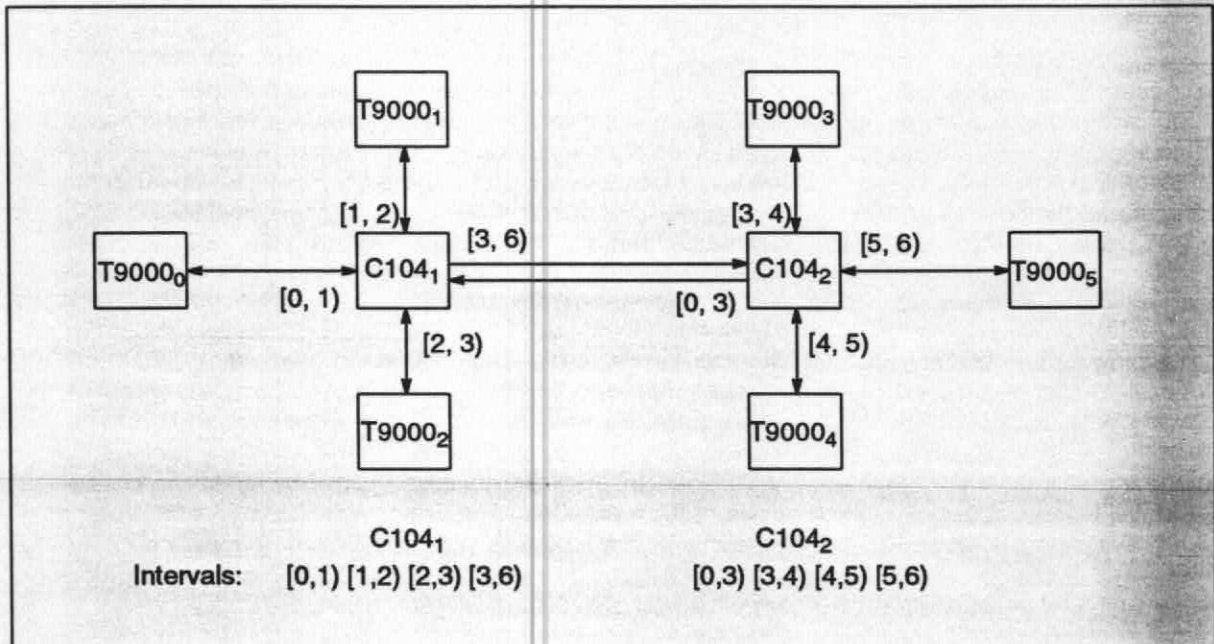 T9000₁
T9000₃
[1, 2)
[3, 6)
[3, 4)
[5, 6)
T9000₀
C104₁
C104₂
T9000₅
[0, 1)
[0, 3)
[2, 3)
[4, 5)
T9000₂
T9000₄
C104₁
C104₂
Intervals: [0,1) [1,2) [2,3) [3,6) [0,3) [3,4) [4,5) [5,6)